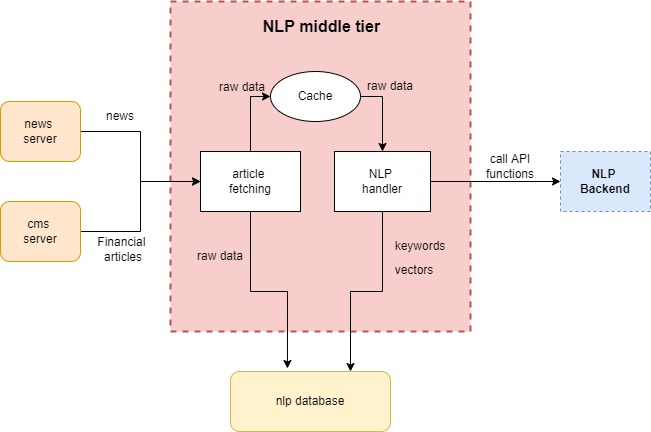 NLP middle tier
raw data
raw data
Cache
news
server
news
article
fetching
NLP
handler
call API
functions
NLP
Backend
cms
server
Financial
articles
raw data
keywords
vectors
nlp database